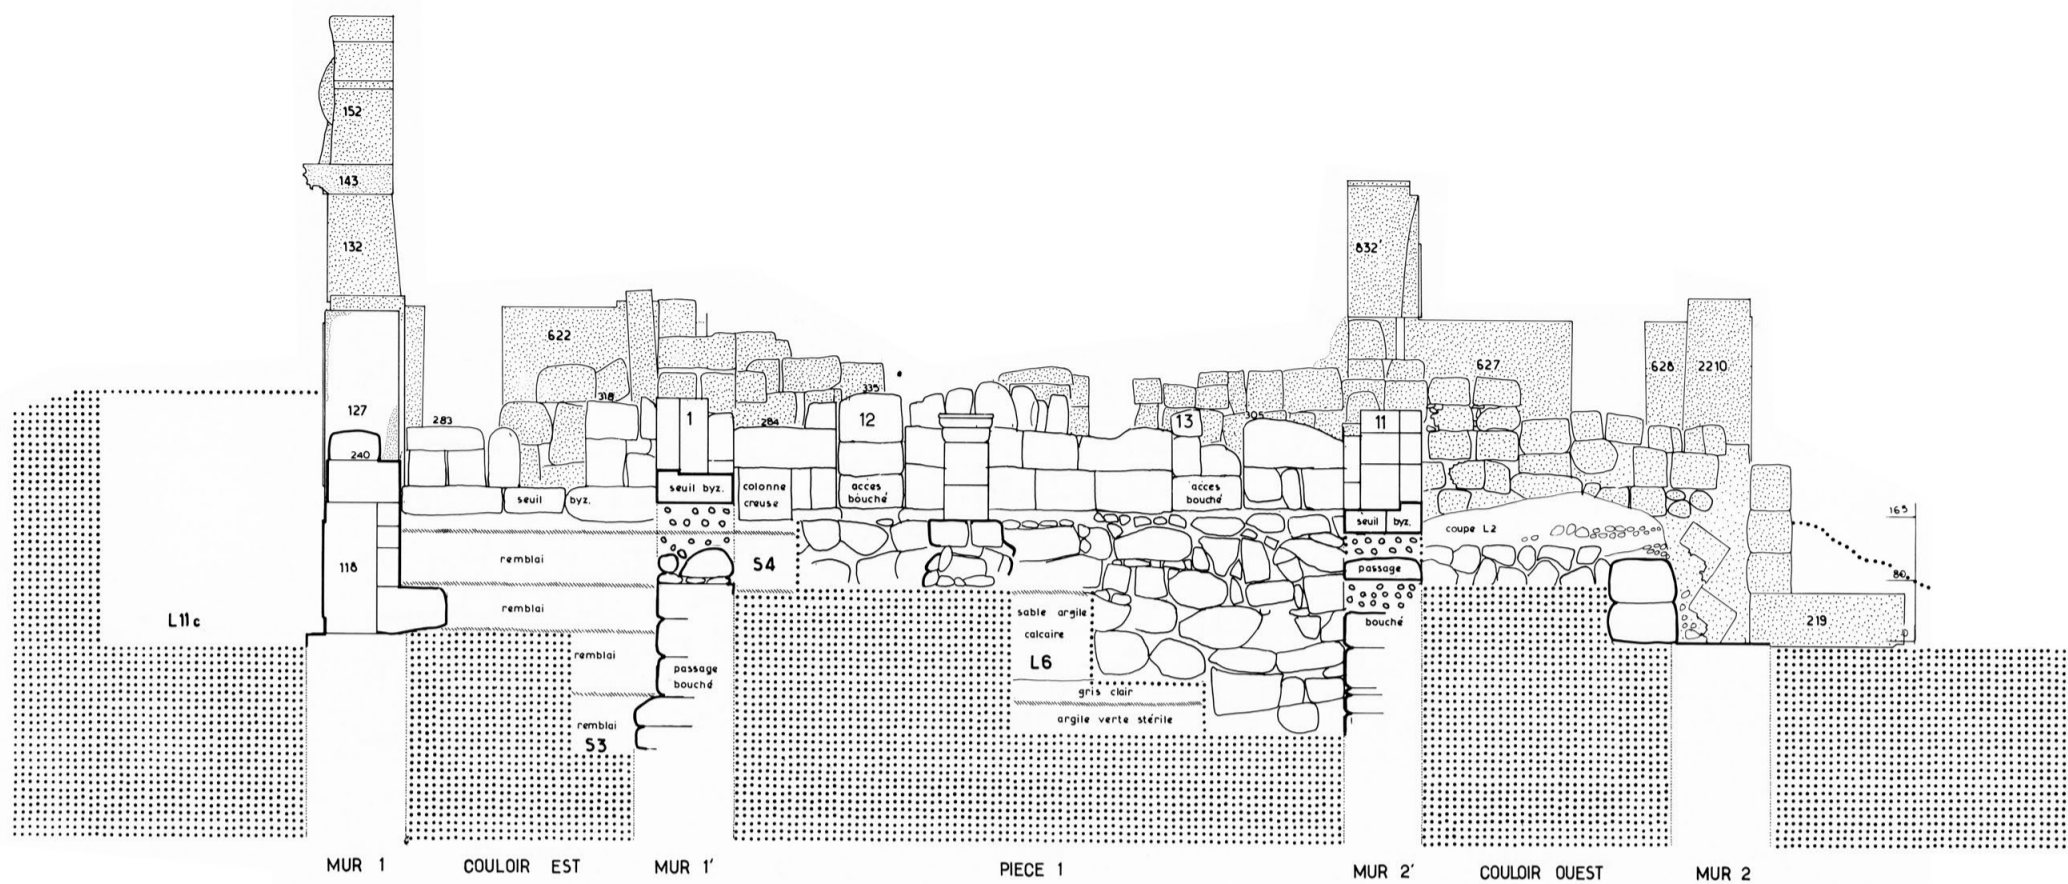 152
143
132
832'
622
627
628
2210
335
318
127
283
1
284
12
13
305
11
240
seuil byz.
seuil byz.
colonne
creuse
acces
bouché
acces
bouché
seuil byz.
coupe L2
165
118
remblai
S4
passage
80
remblai
sable argile
calcaire
L6
bouché
219
0
L11c
remblai
passage
bouché
gris clair
argile verte stérile
remblai
S3
MUR 1
COULOIR EST
MUR 1'
PIECE 1
MUR 2'
COULOIR OUEST
MUR 2